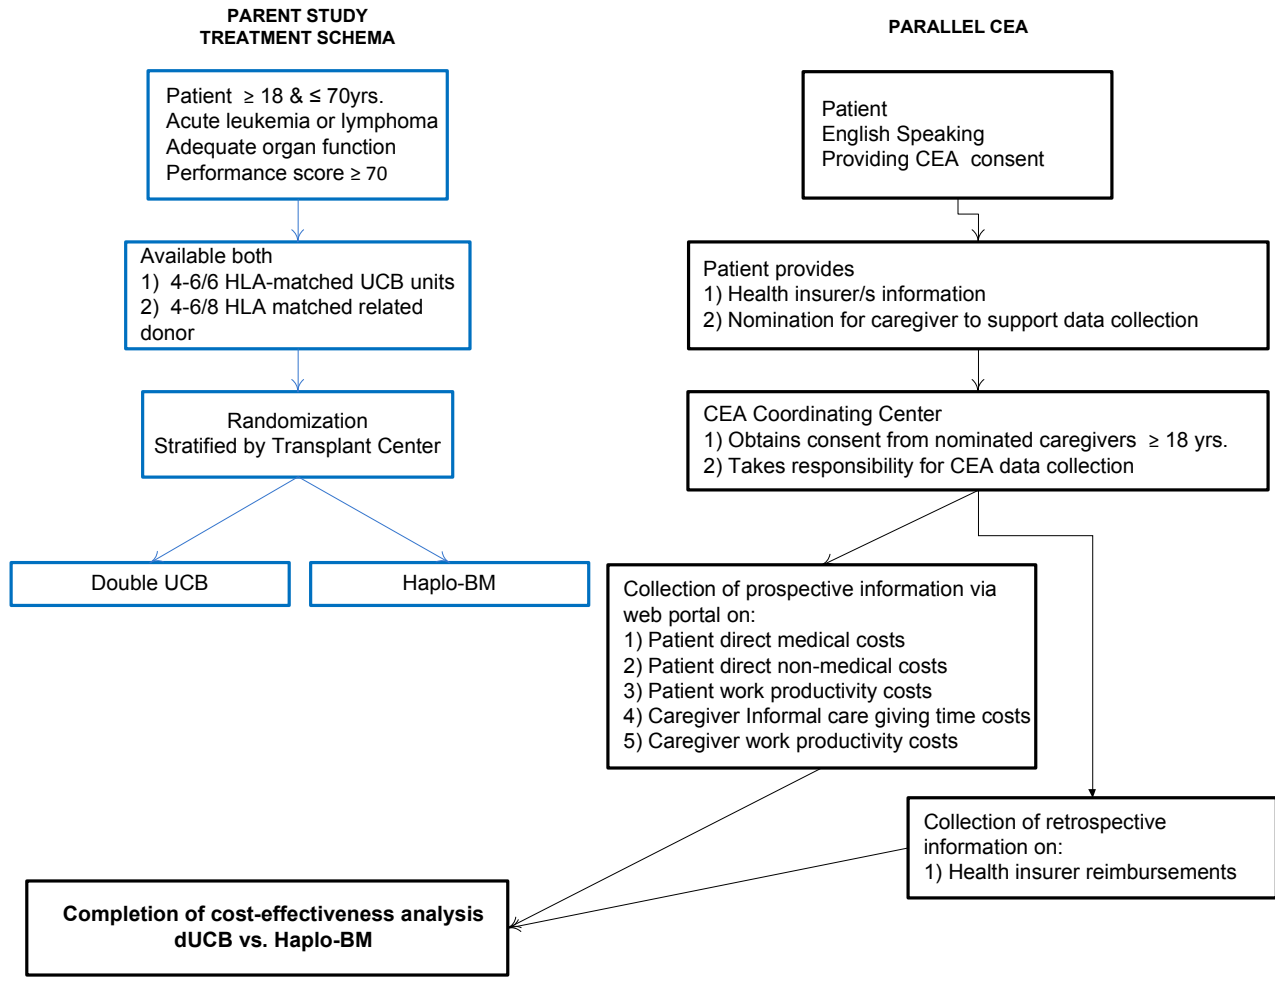 PARENT STUDY
TREATMENT SCHEMA
Patient ≥ 18 & ≤ 70yrs.
Acute leukemia or lymphoma
Adequate organ function
Performance score ≥ 70
Available both
1) 4-6/6 HLA-matched UCB units
2) 4-6/8 HLA matched related
donor
Randomization
Stratified by Transplant Center
Double UCB
Haplo-BM
PARALLEL CEA
Patient
English Speaking
Providing CEA consent
Patient provides
1) Health insurer/s information
2) Nomination for caregiver to support data collection
CEA Coordinating Center
1) Obtains consent from nominated caregivers ≥ 18 yrs.
2) Takes responsibility for CEA data collection
Collection of prospective information via
web portal on:
1) Patient direct medical costs
2) Patient direct non-medical costs
3) Patient work productivity costs
4) Caregiver Informal care giving time costs
5) Caregiver work productivity costs
Collection of retrospective
information on:
1) Health insurer reimbursements
Completion of cost-effectiveness analysis
dUCB vs. Haplo-BM